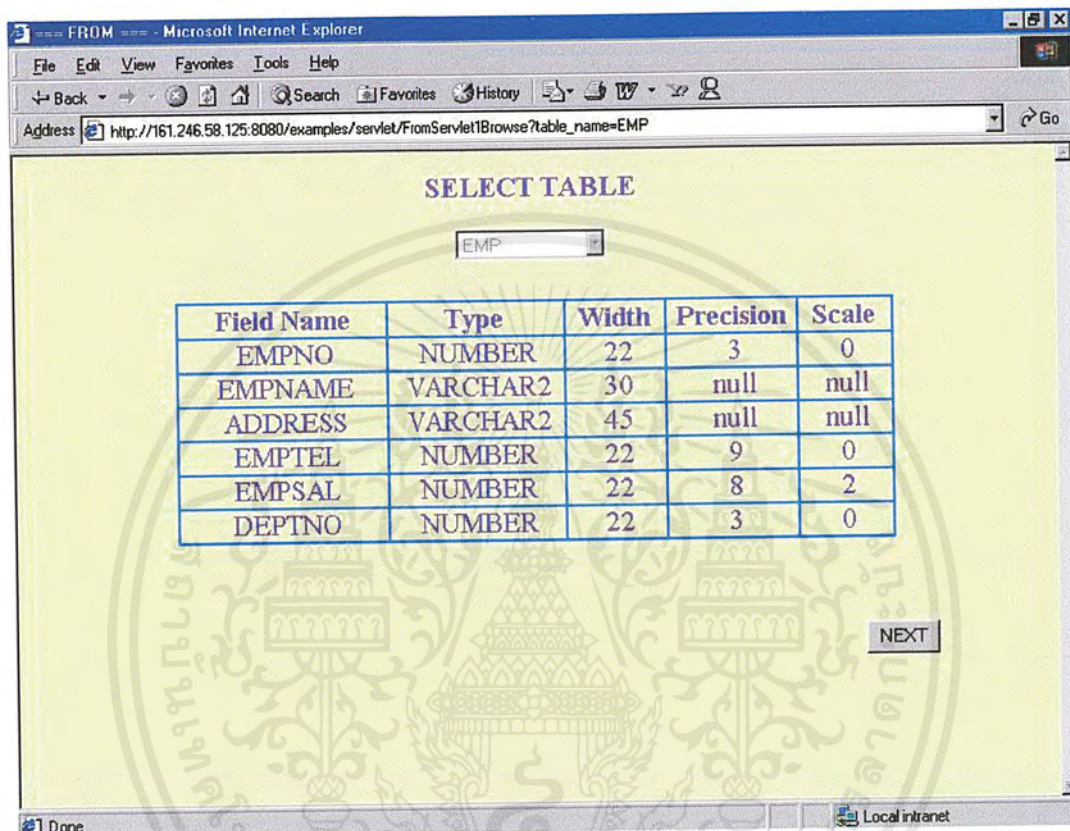 === FROM === - Microsoft Internet Explorer
File Edit View Favorites Tools Help
Back Search Favorites History
Address http://161.246.58.125:8080/examples/servlet/FromServlet1Browse?table_name=EMP Go
SELECT TABLE
EMP
Field Name Type Width Precision Scale
EMPNO NUMBER 22 3 0
EMPNAME VARCHAR2 30 null null
ADDRESS VARCHAR2 45 null null
EMPTEL NUMBER 22 9 0
EMPSAL NUMBER 22 8 2
DEPTNO NUMBER 22 3 0
NEXT
Done Local intranet